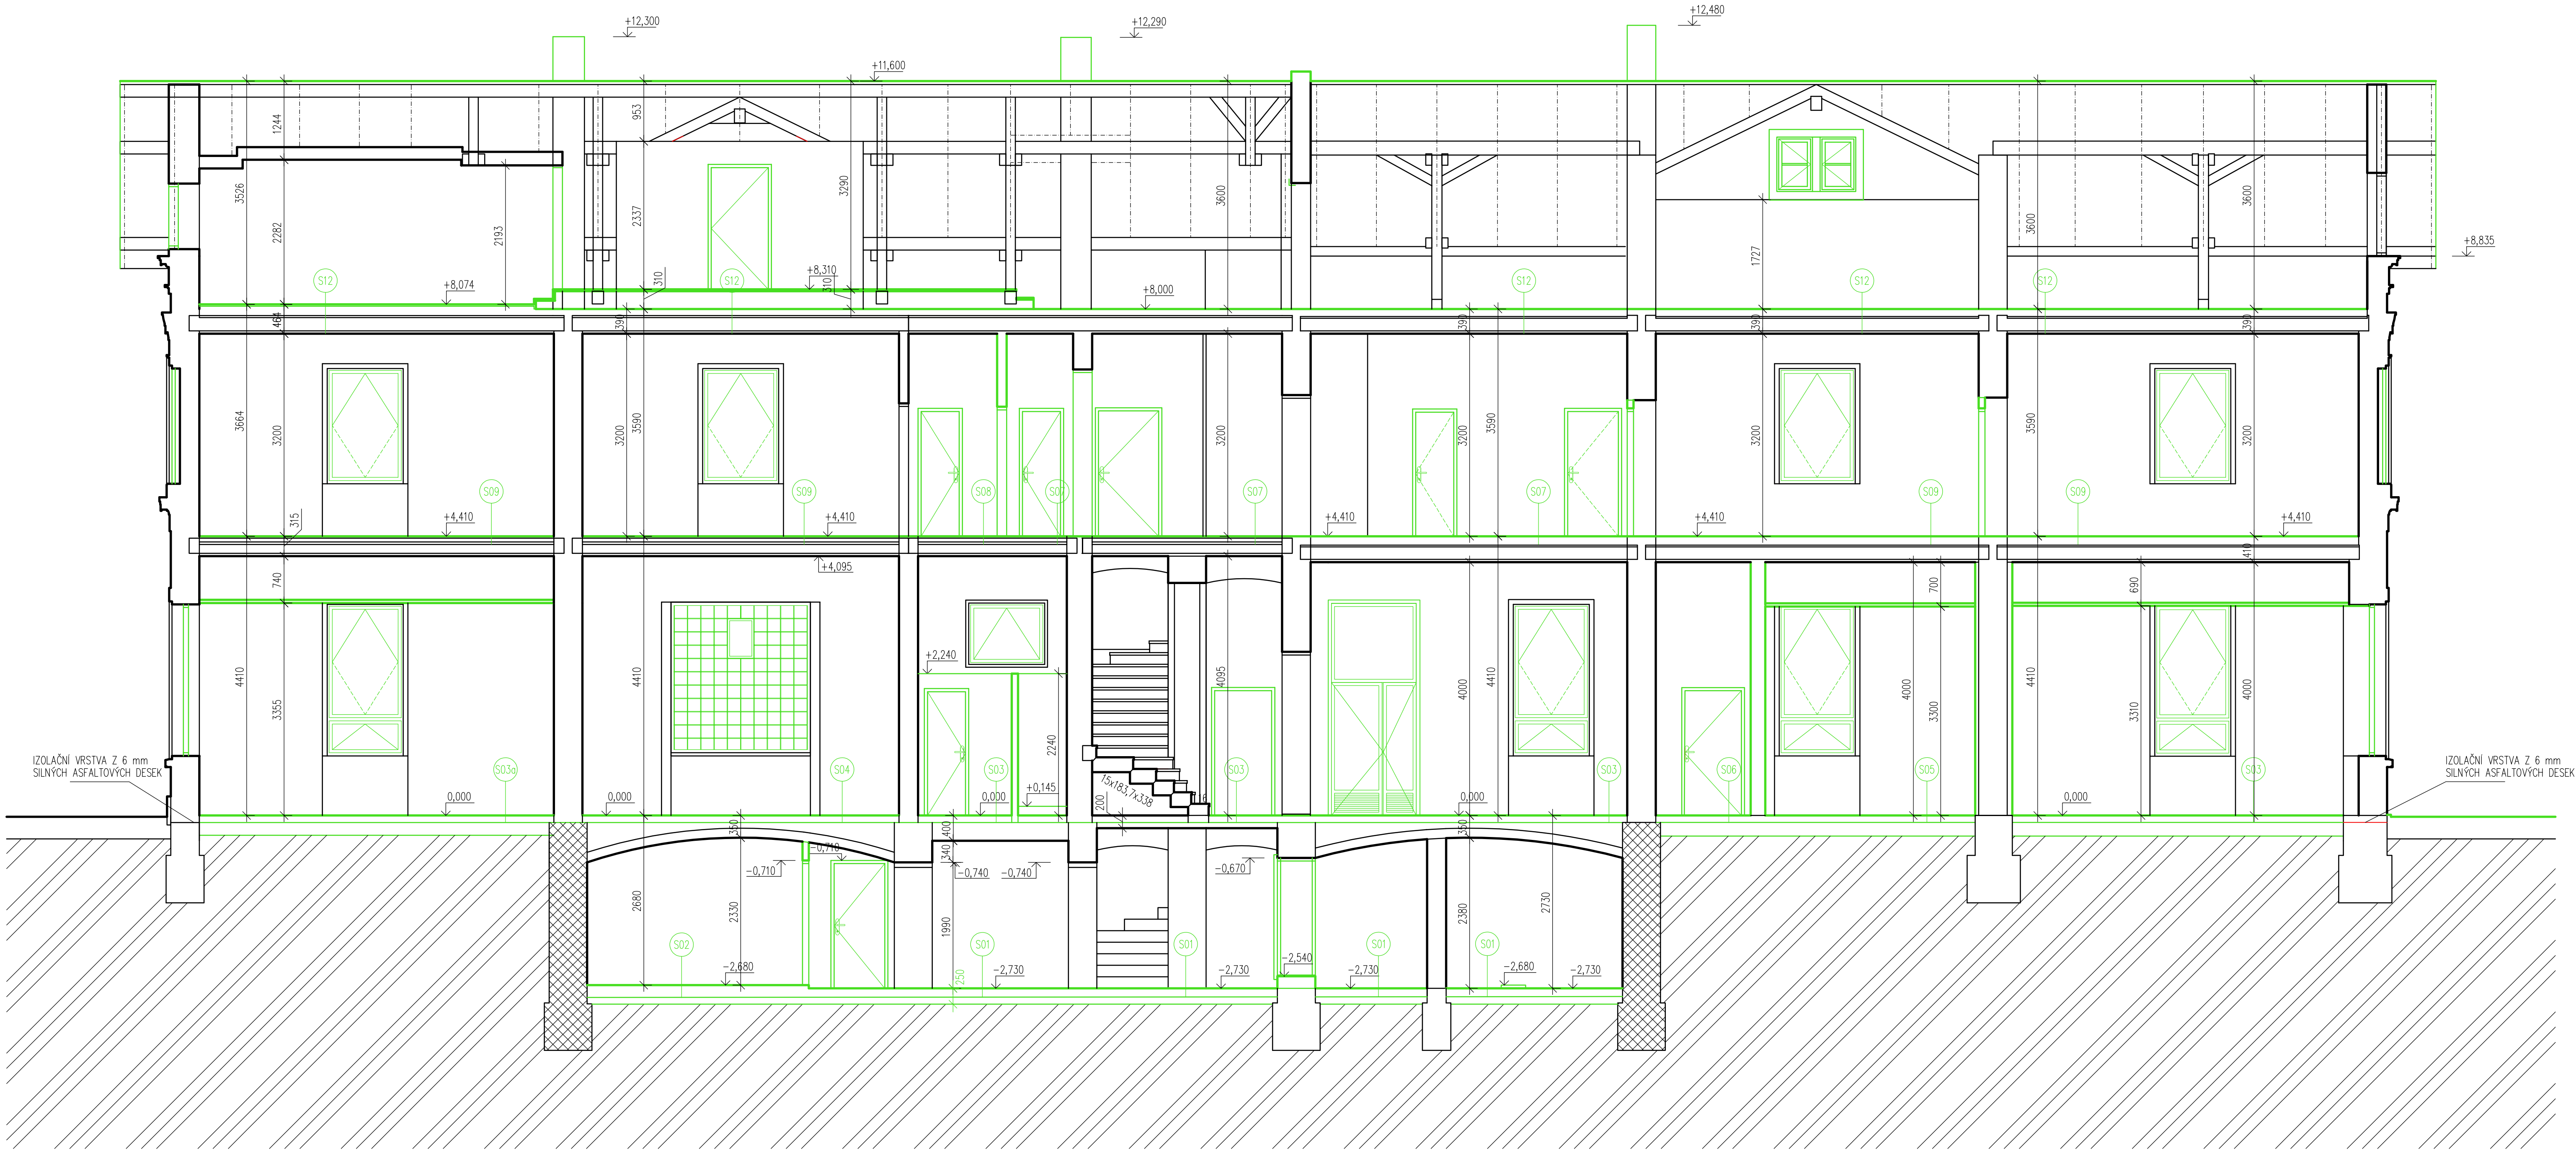 +12,300
+12,290
+12,480
+11,600
1244
953
3526
2282
2193
2337
3290
3600
1727
3600
3600
+8,835
S12
+8,074
S12
310
+8,310
310
+8,000
S12
S12
S12
464
390
390
390
390
3664
3200
3200
3590
3200
3200
3590
3200
3590
3200
S09
S09
S08
S07
S07
S07
S09
S09
315
+4,410
+4,410
+4,410
+4,410
+4,410
740
+4,095
410
700
690
+2,240
4410
3355
4410
2240
4095
4000
4410
4000
3300
4410
3310
4000
IZOLAČNÍ VRSTVA Z 6 mm
SILNÝCH ASFALTOVÝCH DESEK
IZOLAČNÍ VRSTVA Z 6 mm
SILNÝCH ASFALTOVÝCH DESEK
S03a
S04
S03
S03
S03
S06
S05
S03
15x183,7x338
200
0,000
0,000
0,000
+0,145
0,000
0,000
350
400
350
340
-0,710
-0,710
-0,740
-0,740
-0,670
2680
2330
1990
2380
2730
S02
S01
S01
S01
S01
-2,680
-2,730
-2,730
-2,540
-2,730
-2,680
-2,730
250